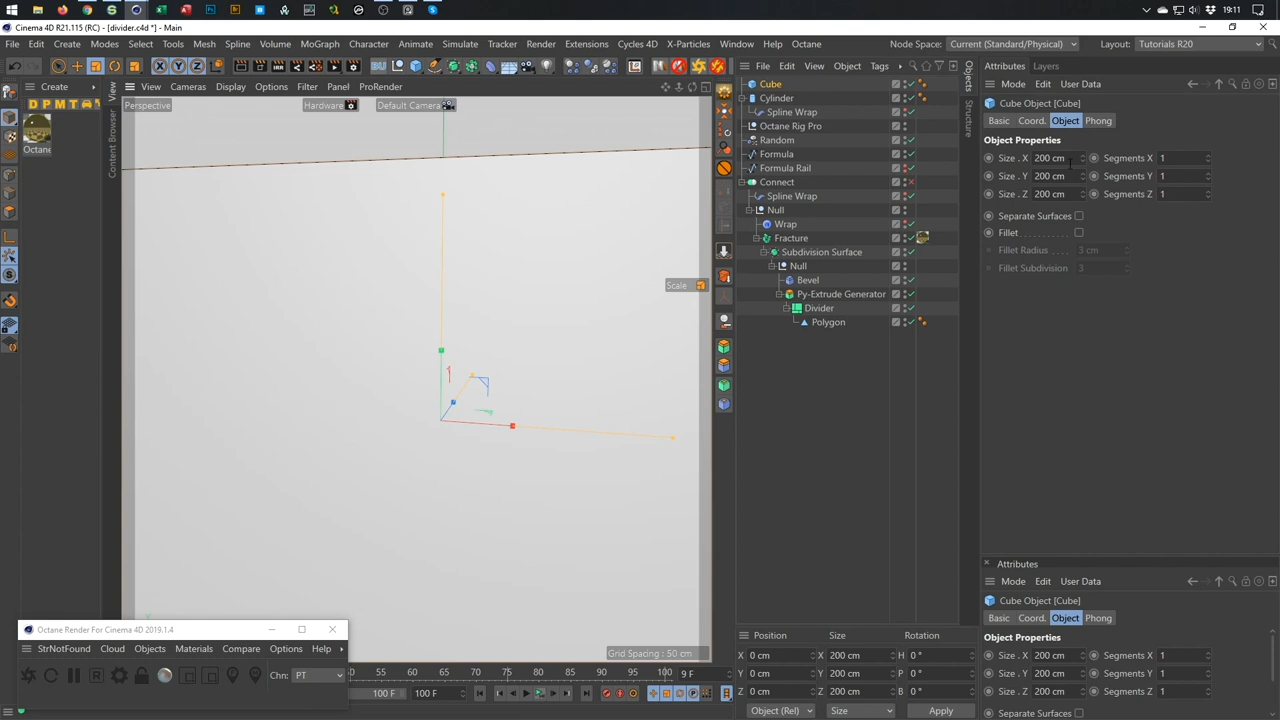 19:11
Cinema 4D R21.115 (RC) - [divider.c4d *] - Main
File Edit Create Modes Select Tools Mesh Spline Volume MoGraph Character Animate Simulate Tracker Render Extensions Cycles 4D X-Particles Window Help Octane Node Space: Current (Standard/Physical) Layout: Tutorials R20
View Cameras Display Options Filter Panel ProRender
Perspective Hardware Default Camera
Create
D P M T
Octane
View
Content Browser
Scale
Grid Spacing : 50 cm
File Edit View Object Tags
Cube
Cylinder
Spline Wrap
Octane Rig Pro
Random
Formula
Formula Rail
Connect
Spline Wrap
Null
Wrap
Fracture
Subdivision Surface
Null
Bevel
Py-Extrude Generator
Divider
Polygon
Objects
Structure
Attributes Layers
Mode Edit User Data
Cube Object [Cube]
Basic Coord. Object Phong
Object Properties
Size . X 200 cm Segments X 1
Size . Y 200 cm Segments Y 1
Size . Z 200 cm Segments Z 1
Separate Surfaces
Fillet . . . . . . . . . . .
Fillet Radius . . . . 3 cm
Fillet Subdivision 3
Attributes
Mode Edit User Data
Cube Object [Cube]
Basic Coord. Object Phong
Object Properties
Size . X 200 cm Segments X 1
Size . Y 200 cm Segments Y 1
Size . Z 200 cm Segments Z 1
Separate Surfaces
Octane Render For Cinema 4D 2019.1.4
StrNotFound Cloud Objects Materials Compare Options Help
Chn: PT
50 55 60 65 70 75 80 85 90 95 100 9 F
100 F 100 F
Position Size Rotation
X 0 cm X 200 cm H 0 °
Y 0 cm Y 200 cm P 0 °
Z 0 cm Z 200 cm B 0 °
Object (Rel) Size Apply